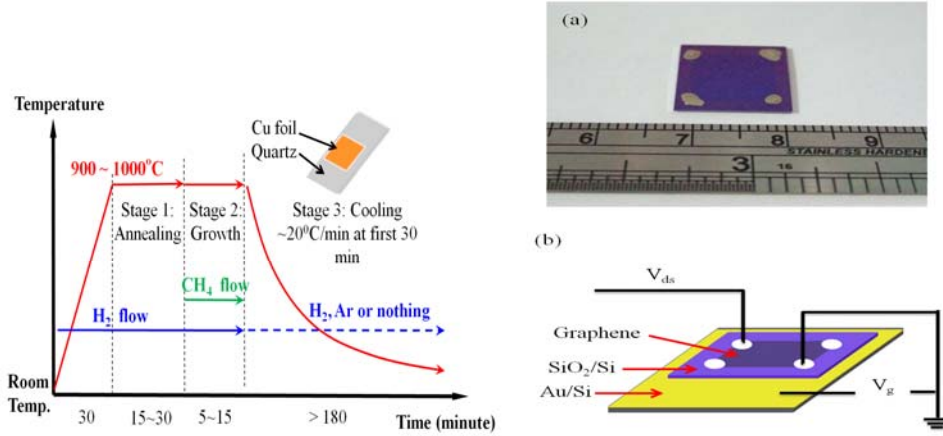 Temperature
900 ~ 1000°C
Cu foil
Quartz
Stage 1:
Annealing
Stage 2:
Growth
Stage 3: Cooling
~20⁰C/min at first 30
min
CH₄ flow
H₂ flow
H₂, Ar or nothing
Room
Temp.
30
15~30
5~15
> 180
Time (minute)
(a)
6 7 8 9
STAINLESS HARDEN
3 16
(b)
Vds
Graphene
SiO₂/Si
Au/Si
Vg